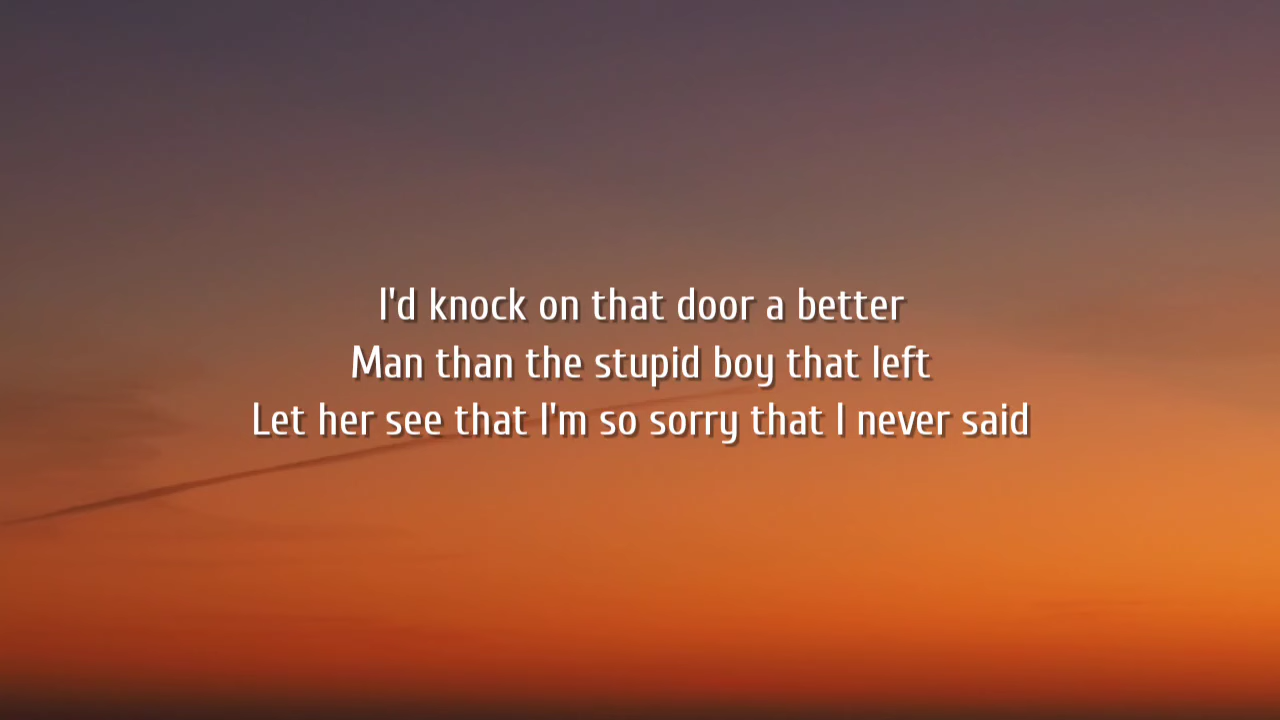 I'd knock on that door a better
Man than the stupid boy that left
Let her see that I'm so sorry that I never said